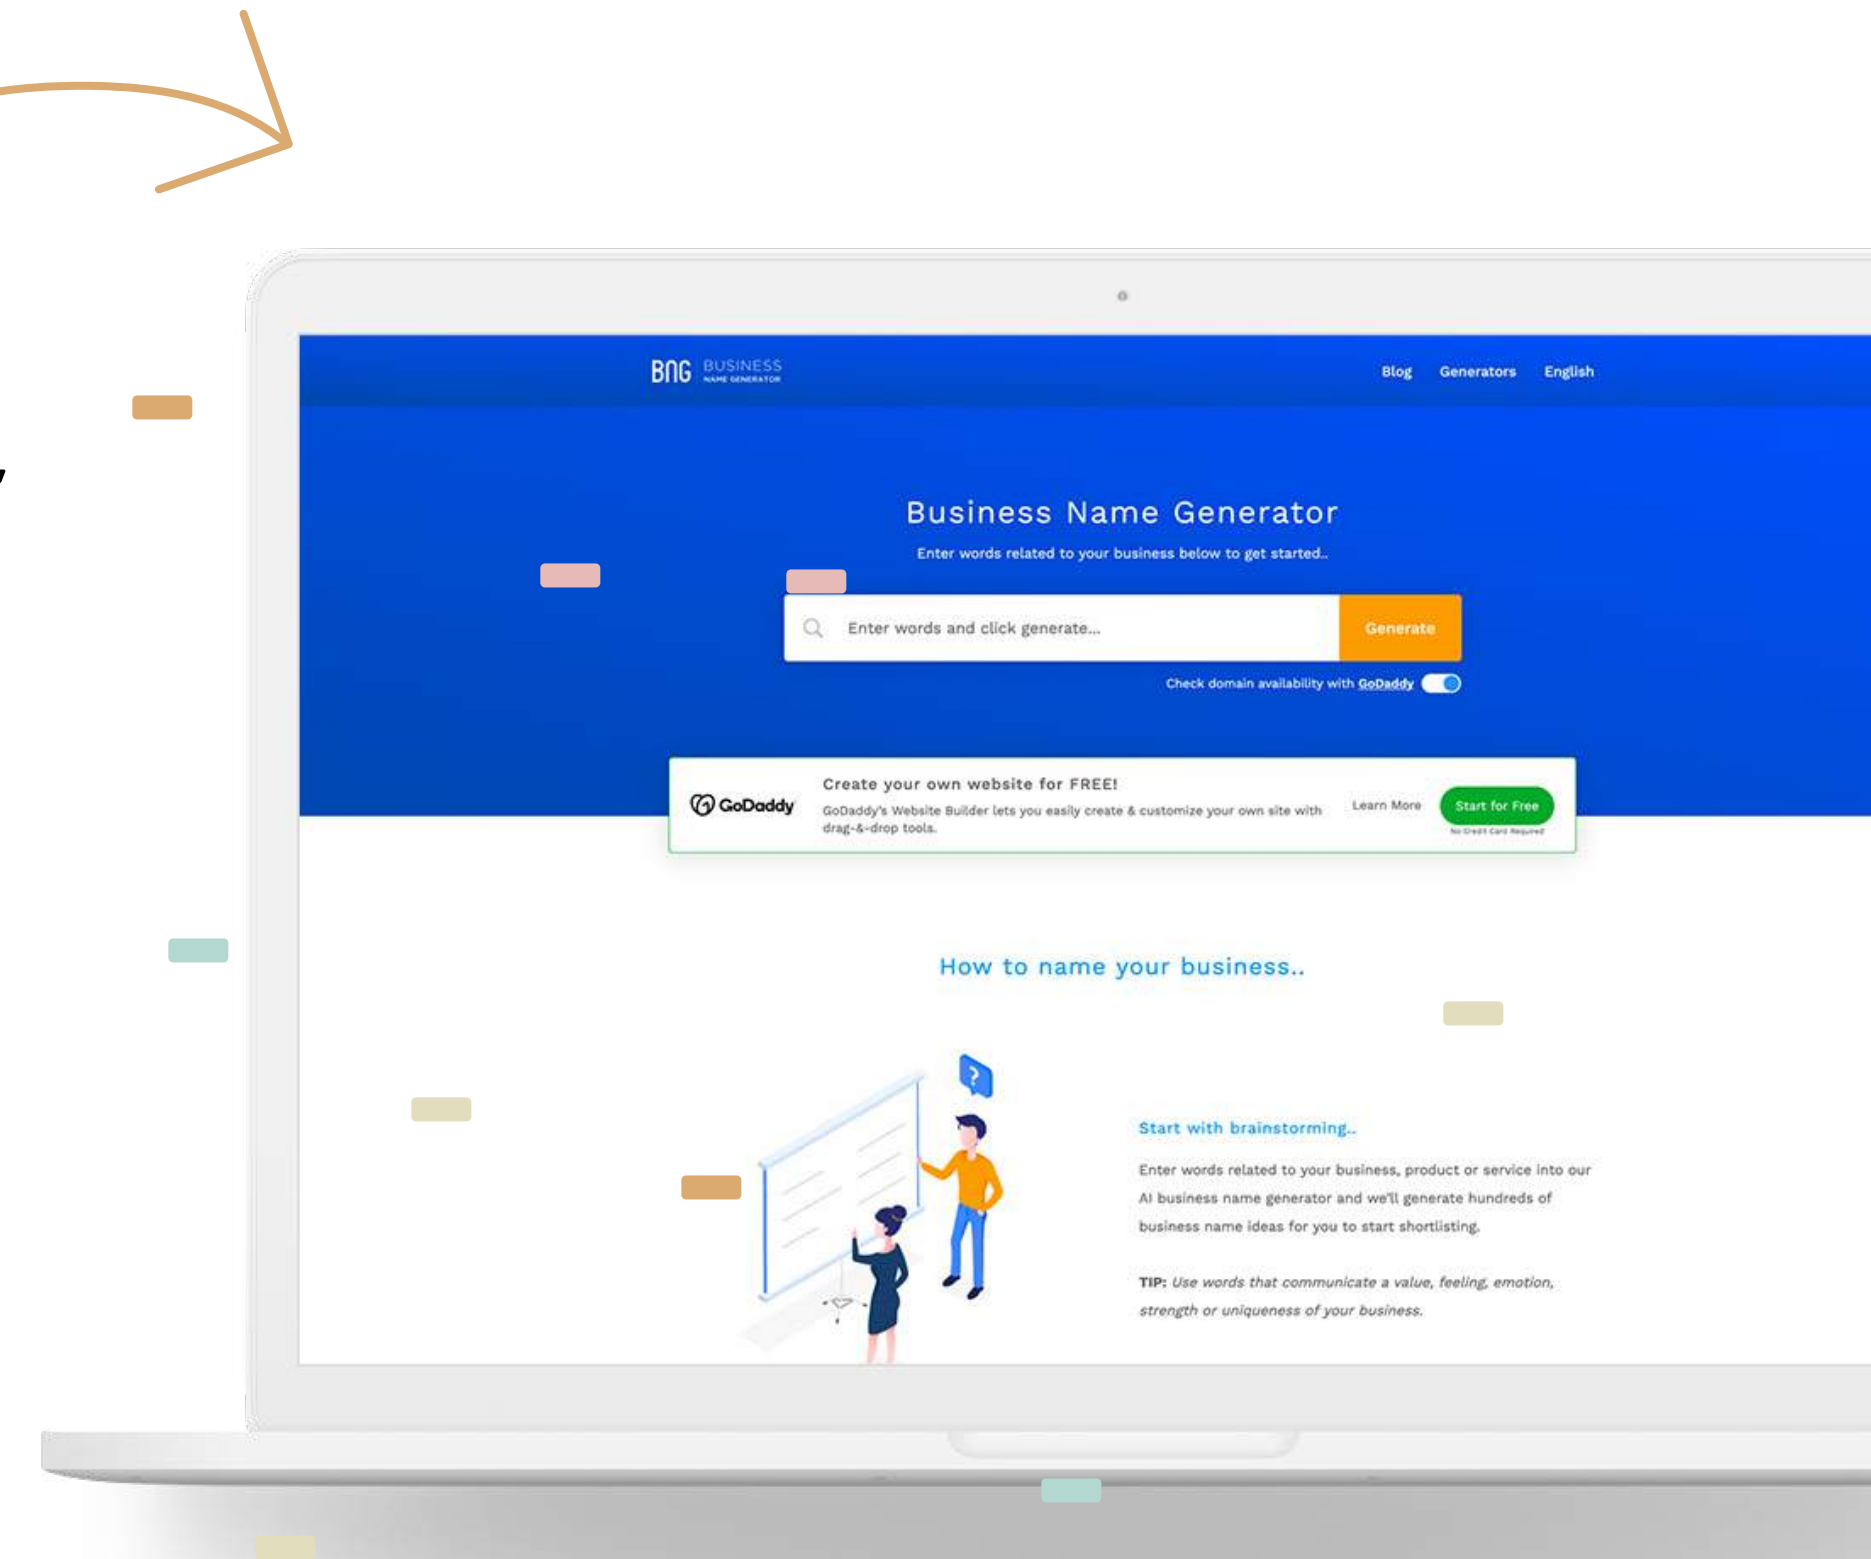 BNG BUSINESS
NAME GENERATOR
Blog Generators English
Business Name Generator
Enter words related to your business below to get started..
Enter words and click generate...
Generate
Check domain availability with GoDaddy
GoDaddy
Create your own website for FREE!
GoDaddy's Website Builder lets you easily create & customize your own site with
drag-&-drop tools.
Learn More
Start for Free
No Credit Card Required
How to name your business..
?
Start with brainstorming..
Enter words related to your business, product or service into our
AI business name generator and we'll generate hundreds of
business name ideas for you to start shortlisting.
TIP: Use words that communicate a value, feeling, emotion,
strength or uniqueness of your business.